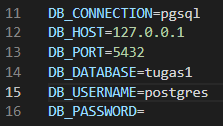 11 DB_CONNECTION=pgsql
12 DB_HOST=127.0.0.1
13 DB_PORT=5432
14 DB_DATABASE=tugas1
15 DB_USERNAME=postgres
16 DB_PASSWORD=